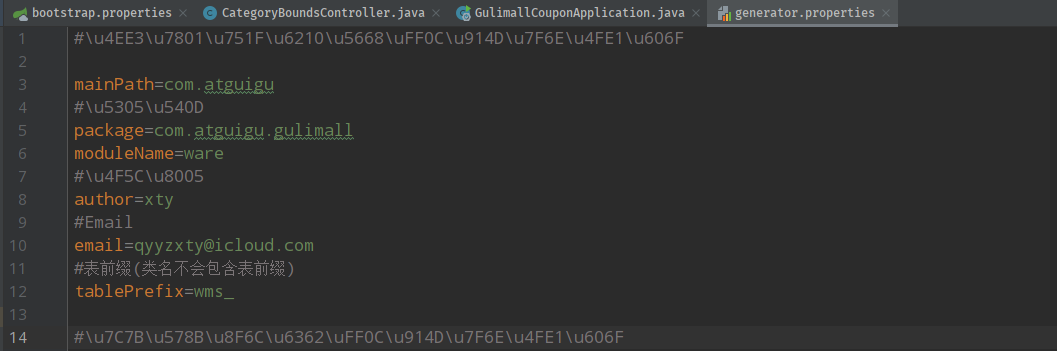 bootstrap.properties × CategoryBoundsController.java × GulimallCouponApplication.java × generator.properties ×
1 #\u4EE3\u7801\u751F\u6210\u5668\uFF0C\u914D\u7F6E\u4FE1\u606F
2
3 mainPath=com.atguigu
4 #\u5305\u540D
5 package=com.atguigu.gulimall
6 moduleName=ware
7 #\u4F5C\u8005
8 author=xty
9 #Email
10 email=qyyzxty@icloud.com
11 #表前缀(类名不会包含表前缀)
12 tablePrefix=wms_
13
14 #\u7C7B\u578B\u8F6C\u6362\uFF0C\u914D\u7F6E\u4FE1\u606F